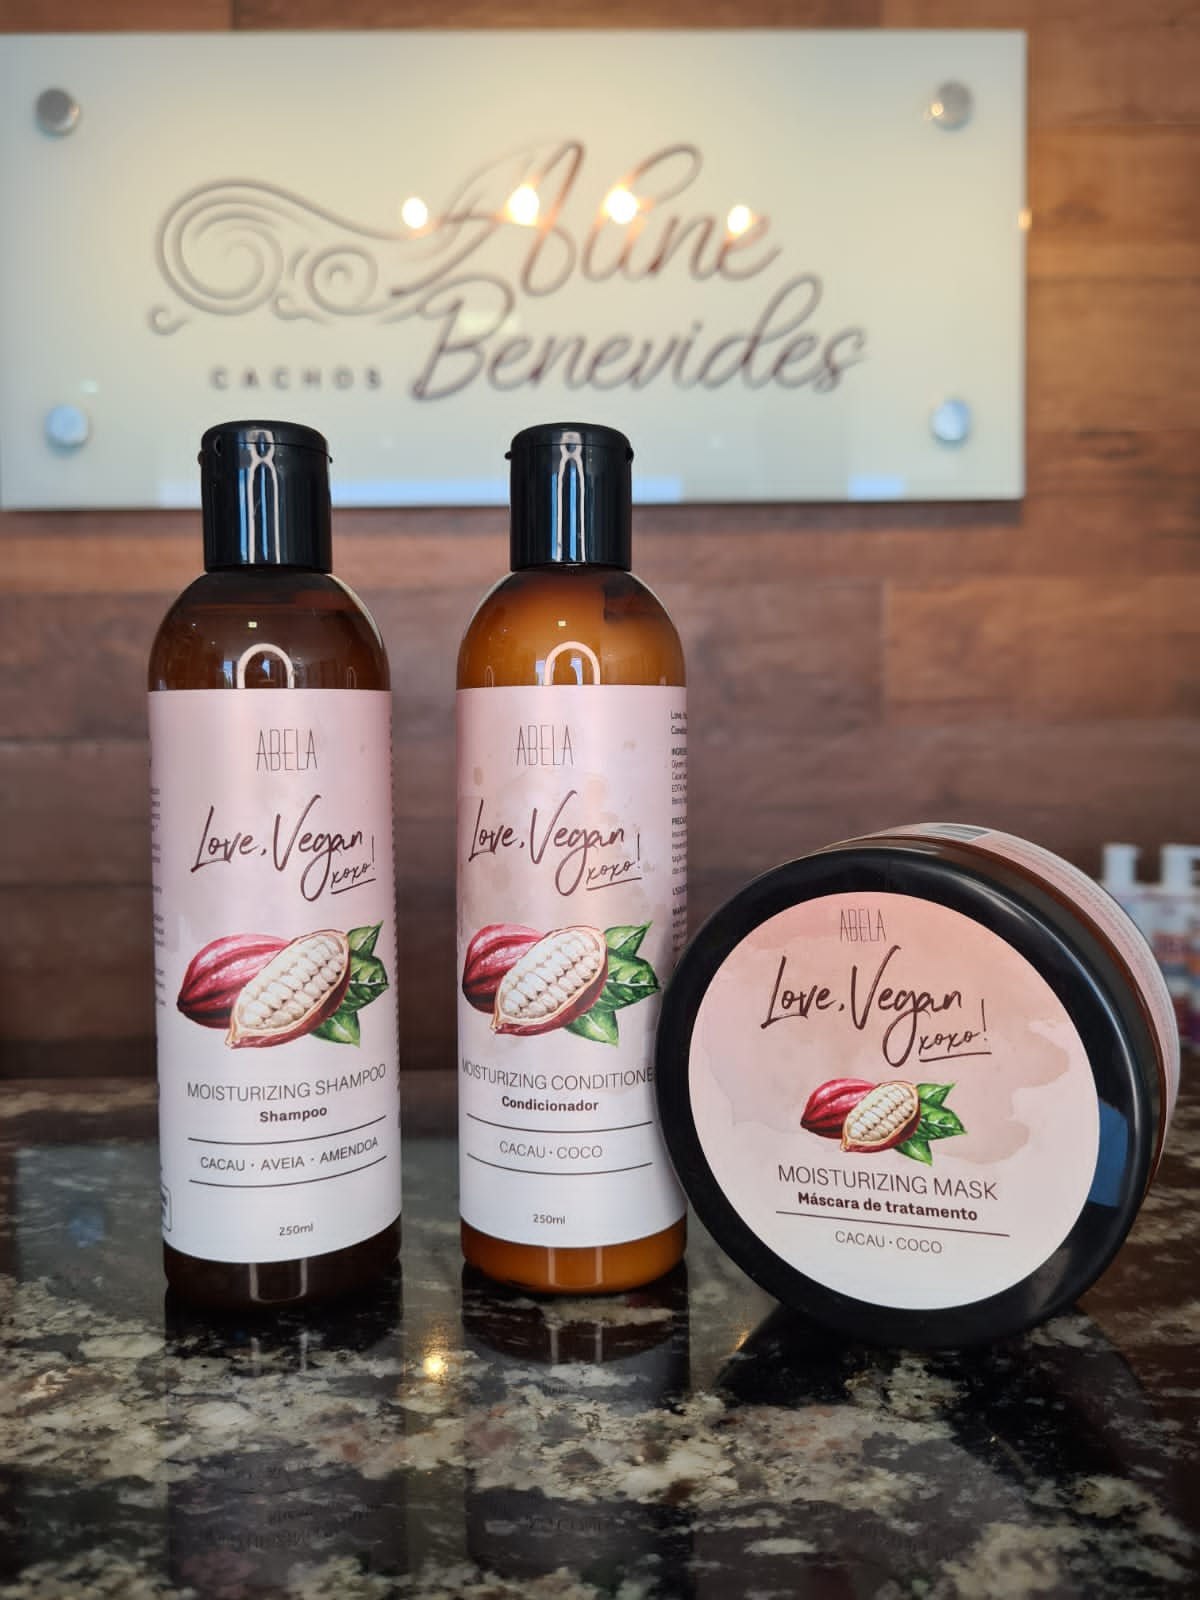 Aline
Benevides
CACHOS
ABELA
Love, Vegan
xoxo!
MOISTURIZING SHAMPOO
Shampoo
CACAU · AVEIA · AMENDOA
250ml
ABELA
Love, Vegan
xoxo!
MOISTURIZING CONDITIONE
Condicionador
CACAU · COCO
250ml
ABELA
Love, Vegan
xoxo!
MOISTURIZING MASK
Máscara de tratamento
CACAU · COCO